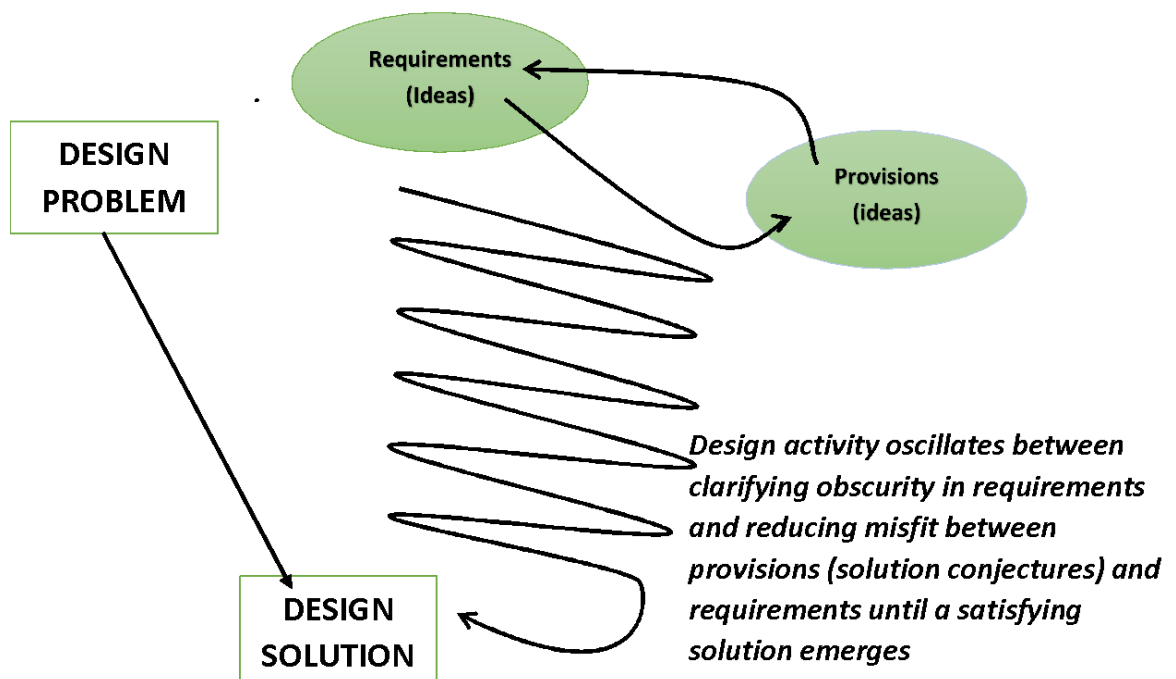 Requirements
(Ideas)
DESIGN
PROBLEM
Provisions
(ideas)
Design activity oscillates between
clarifying obscurity in requirements
and reducing misfit between
provisions (solution conjectures) and
requirements until a satisfying
solution emerges
DESIGN
SOLUTION